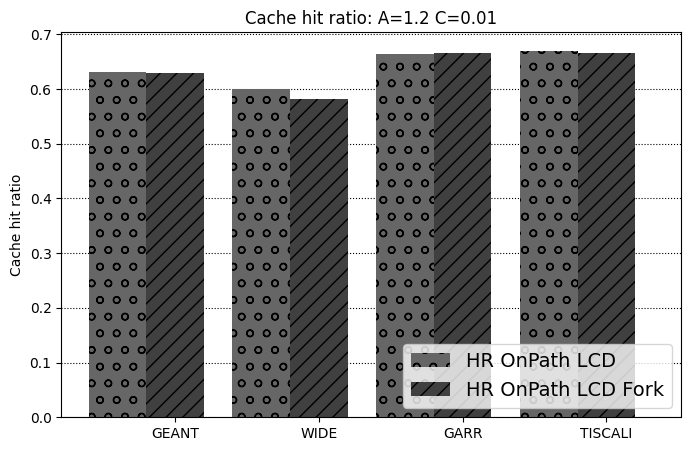 Cache hit ratio: A=1.2 C=0.01
Cache hit ratio
0.7
0.6
0.5
0.4
0.3
0.2
0.1
0.0
HR OnPath LCD
HR OnPath LCD Fork
GEANT WIDE GARR TISCALI